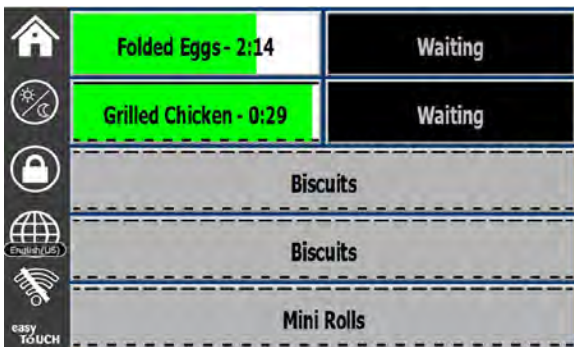 Folded Eggs - 2:14
Waiting
Grilled Chicken - 0:29
Waiting
Biscuits
English(US)
Biscuits
Mini Rolls
easy
TOUCH